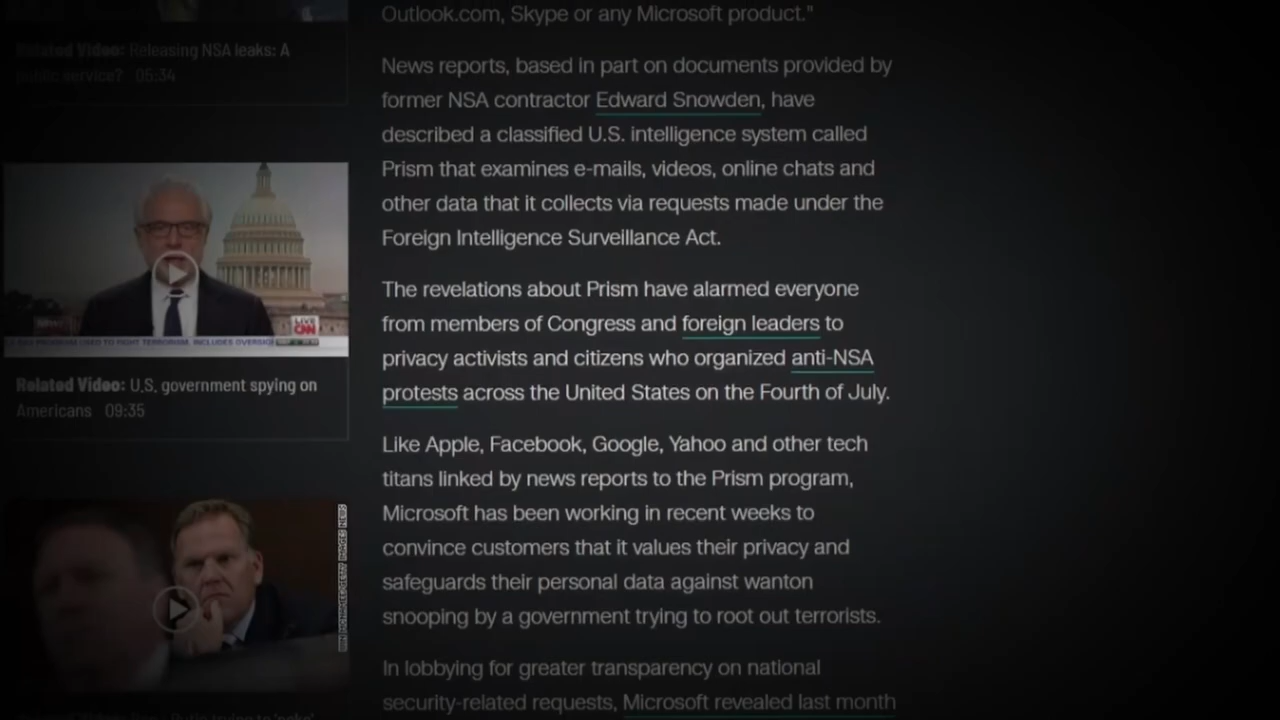 Outlook.com, Skype or any Microsoft product."
News reports, based in part on documents provided by
former NSA contractor Edward Snowden, have
described a classified U.S. intelligence system called
Prism that examines e-mails, videos, online chats and
other data that it collects via requests made under the
Foreign Intelligence Surveillance Act.
The revelations about Prism have alarmed everyone
from members of Congress and foreign leaders to
privacy activists and citizens who organized anti-NSA
protests across the United States on the Fourth of July.
Like Apple, Facebook, Google, Yahoo and other tech
titans linked by news reports to the Prism program,
Microsoft has been working in recent weeks to
convince customers that it values their privacy and
safeguards their personal data against wanton
snooping by a government trying to root out terrorists.
In lobbying for greater transparency on national
security-related requests, Microsoft revealed last month
Related Video: Releasing NSA leaks: A
public service? 05:34
LIVE
CNN
USED TO FIGHT TERRORISM, INCLUDES
Related Video: U.S. government spying on
Americans 09:35